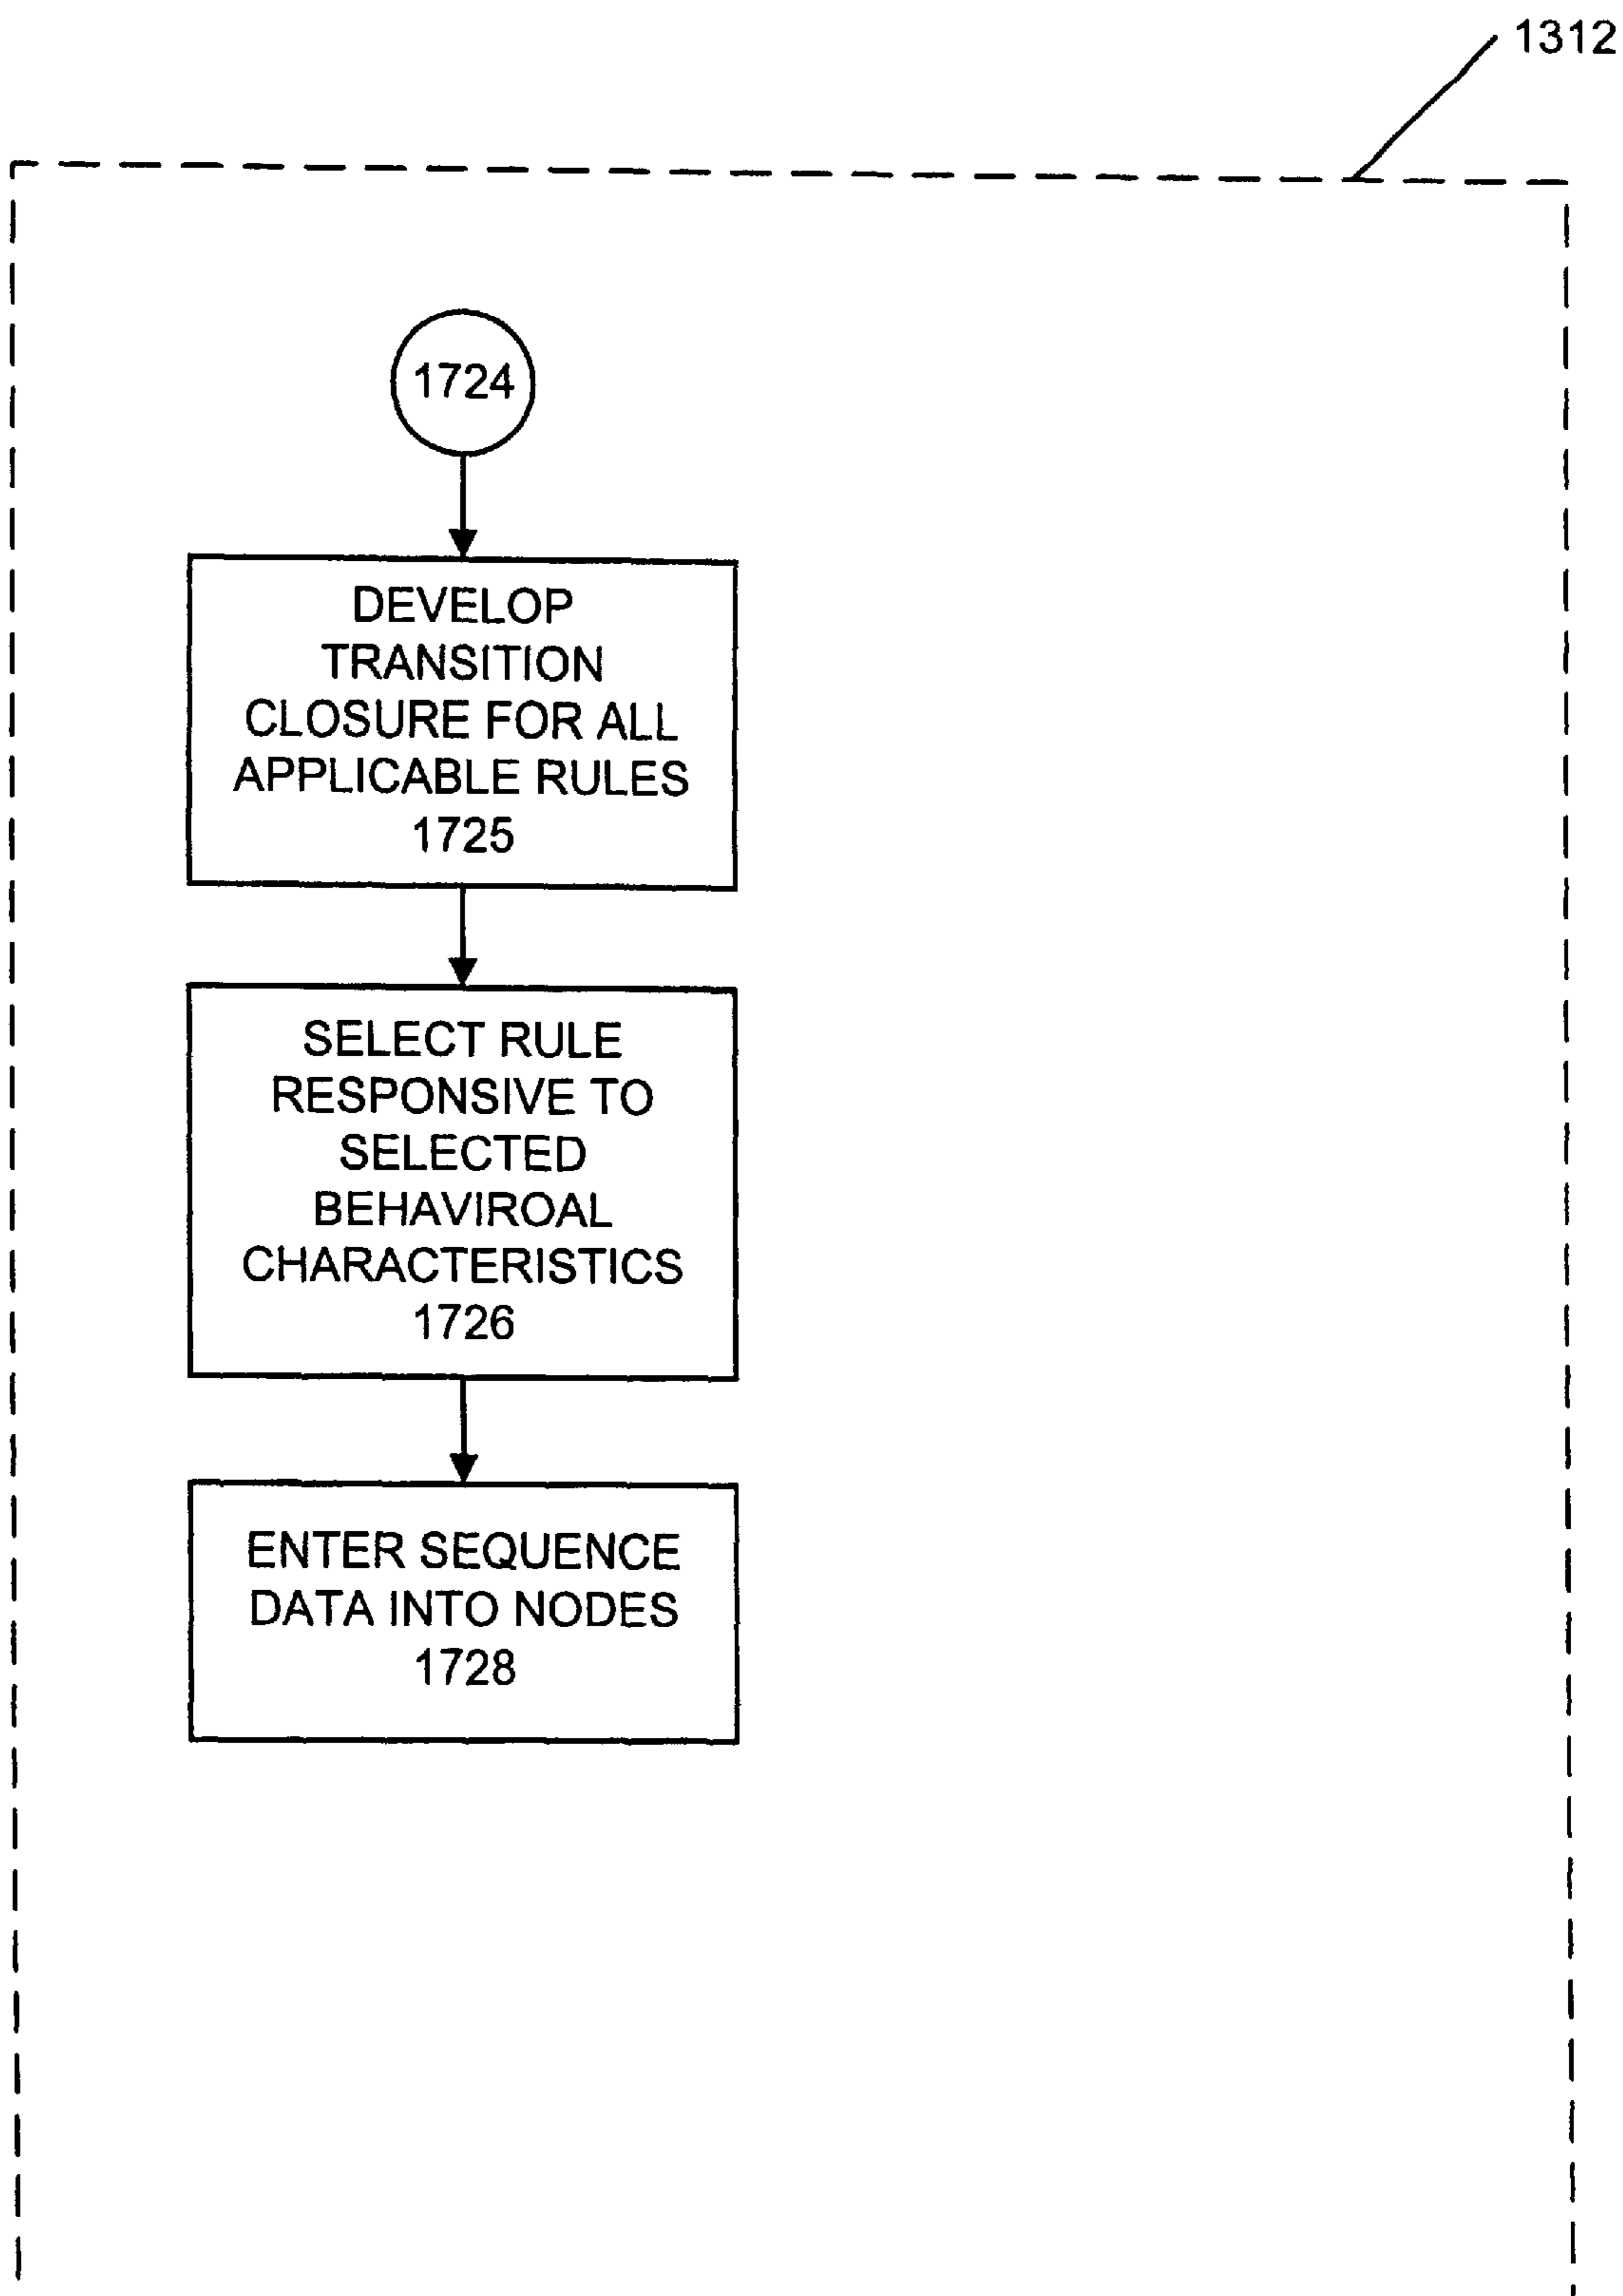 1312
1724
DEVELOP
TRANSITION
CLOSURE FOR ALL
APPLICABLE RULES
1725
SELECT RULE
RESPONSIVE TO
SELECTED
BEHAVIROAL
CHARACTERISTICS
1726
ENTER SEQUENCE
DATA INTO NODES
1728